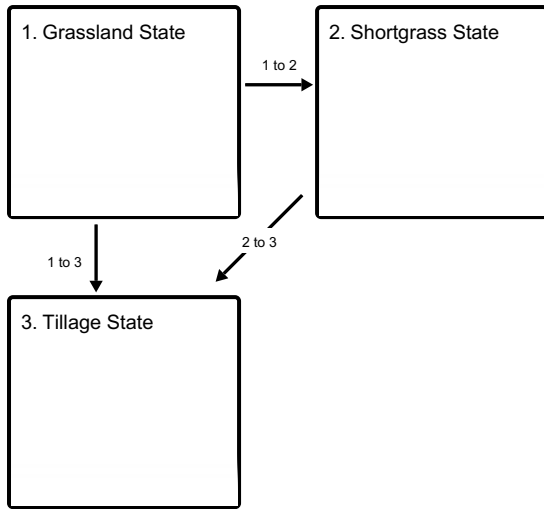 1. Grassland State
2. Shortgrass State
1 to 2
1 to 3
2 to 3
3. Tillage State